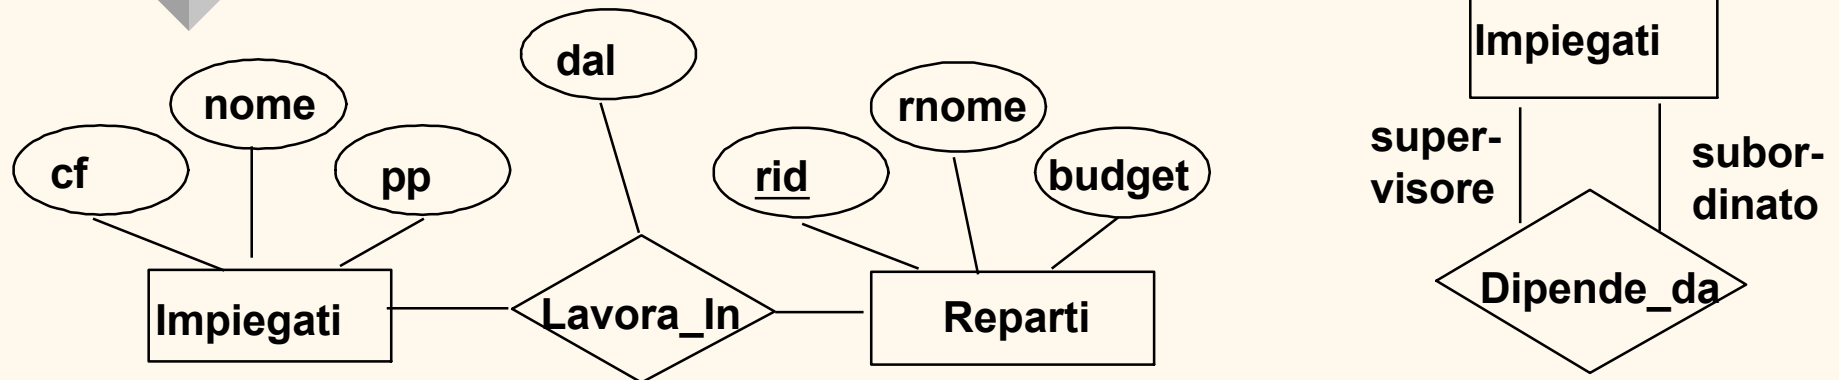 dal
nome
cf
pp
rnome
rid
budget
Impiegati
Lavora_In
Reparti
Impiegati
super-
visore
subor-
dinato
Dipende_da